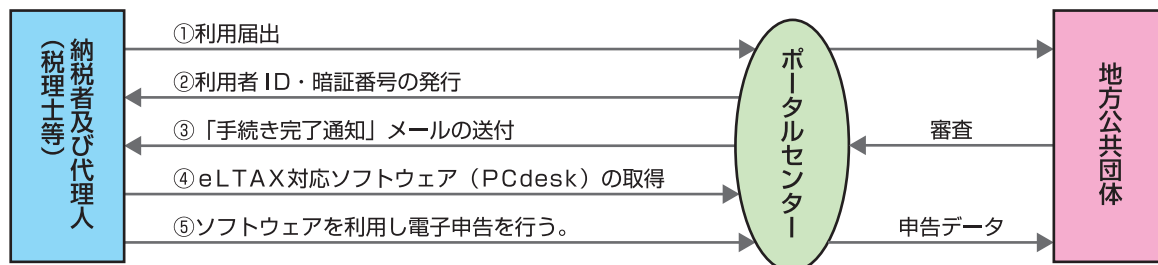 納税者及び代理人
（税理士等）
①利用届出
②利用者ID・暗証番号の発行
③「手続き完了通知」メールの送付
④eLTAX対応ソフトウェア（PCdesk）の取得
⑤ソフトウェアを利用し電子申告を行う。
ポータルセンター
審査
申告データ
地方公共団体